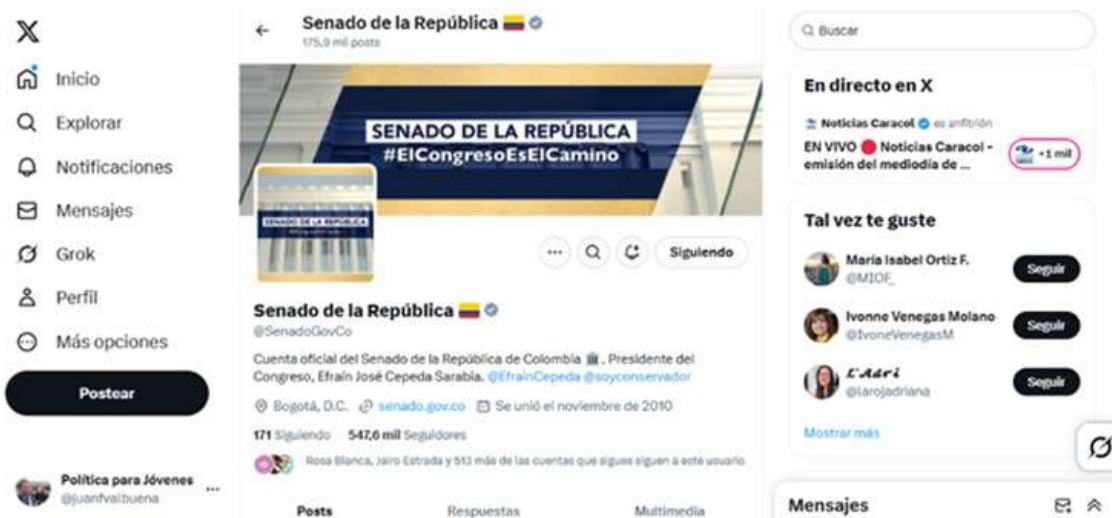 Inicio
Explorar
Notificaciones
Mensajes
Grok
Perfil
Más opciones
Postear
Política para Jóvenes
@juanfvalbuena
Senado de la República
175,9 mil posts
SENADO DE LA REPÚBLICA
#ElCongresoEsElCamino
SENADO DE LA REPÚBLICA
Siguiendo
Senado de la República
@SenadoGovCo
Cuenta oficial del Senado de la República de Colombia 🏛️ . Presidente del
Congreso, Efraín José Cepeda Sarabia. @EfrainCepeda @soyconservador
Bogotá, D.C. senado.gov.co Se unió el noviembre de 2010
171 Siguiendo 547,6 mil Seguidores
Rosa Blanca, Jairo Estrada y 513 más de las cuentas que sigues siguen a este usuario
Posts Respuestas Multimedia
Buscar
En directo en X
Noticias Caracol es anfitrión
EN VIVO 🔴 Noticias Caracol -
emisión del mediodía de ...
+1 mil
Tal vez te guste
María Isabel Ortiz F.
@MIOF_
Seguir
Ivonne Venegas Molano
@IvoneVenegasM
Seguir
L'Adri
@larojadriana
Seguir
Mostrar más
Mensajes